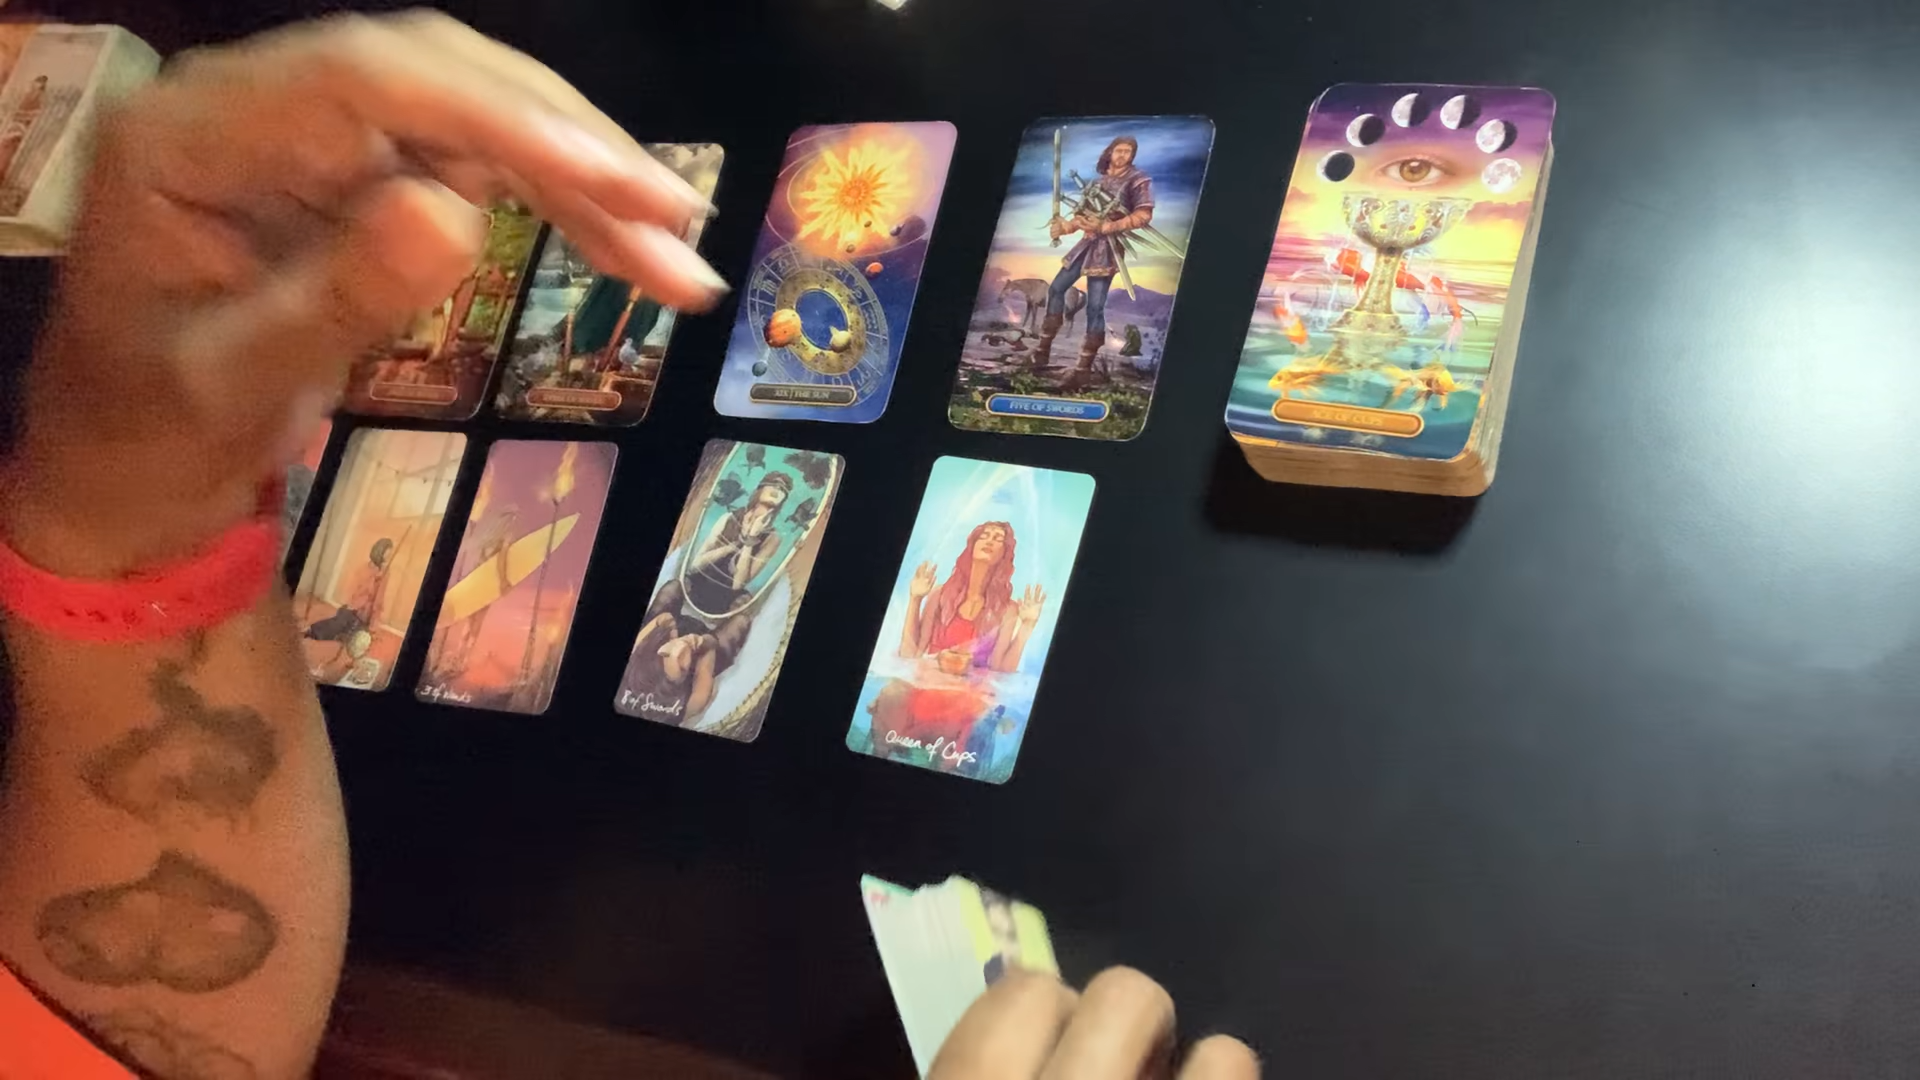 XIX | THE SUN
FIVE OF SWORDS
ACE OF CUPS
3 of Wands
8 of Swords
Queen of Cups